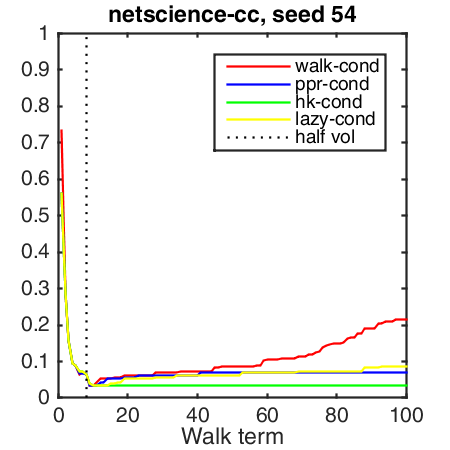 netscience-cc, seed 54
1
0.9
0.8
0.7
0.6
0.5
0.4
0.3
0.2
0.1
0
walk-cond
ppr-cond
hk-cond
lazy-cond
half vol
0 20 40 60 80 100
Walk term